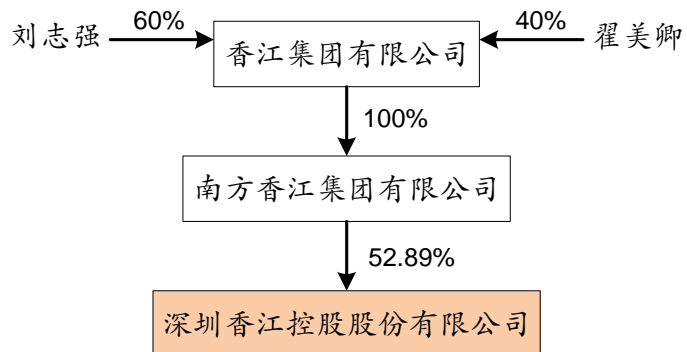 刘志强 60% 香江集团有限公司 40% 翟美卿
100%
南方香江集团有限公司
52.89%
深圳香江控股股份有限公司